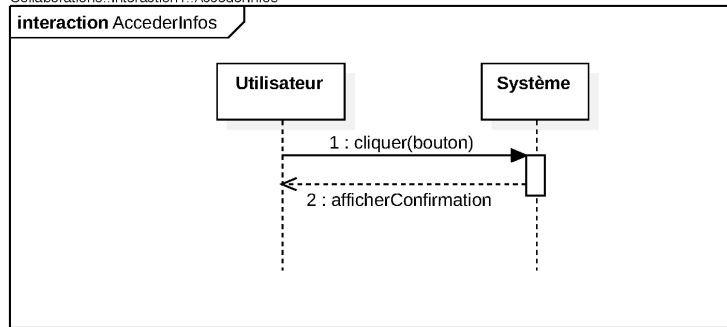 interaction AccederInfos
Utilisateur
Système
1 : cliquer(bouton)
2 : afficherConfirmation